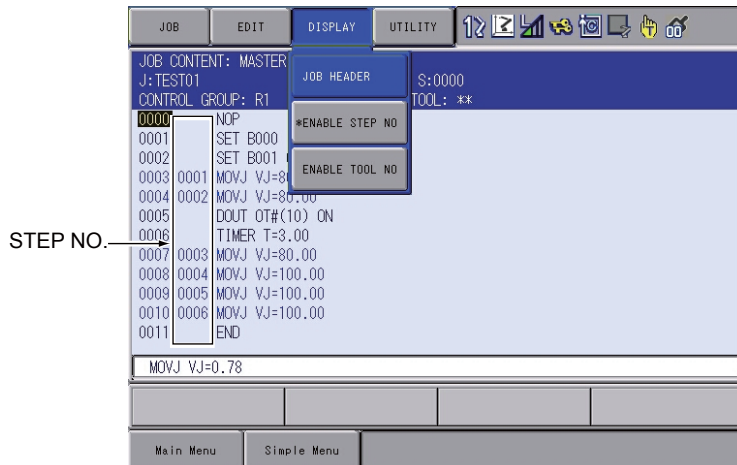 JOB EDIT DISPLAY UTILITY
JOB CONTENT: MASTER
J:TEST01 S:0000
CONTROL GROUP: R1 TOOL: **
JOB HEADER
*ENABLE STEP NO
ENABLE TOOL NO
0000 NOP
0001 SET B000
0002 SET B001
0003 0001 MOVJ VJ=80
0004 0002 MOVJ VJ=80.00
0005 DOUT OT#(10) ON
0006 TIMER T=3.00
0007 0003 MOVJ VJ=80.00
0008 0004 MOVJ VJ=100.00
0009 0005 MOVJ VJ=100.00
0010 0006 MOVJ VJ=100.00
0011 END
STEP NO.
MOVJ VJ=0.78
Main Menu Simple Menu